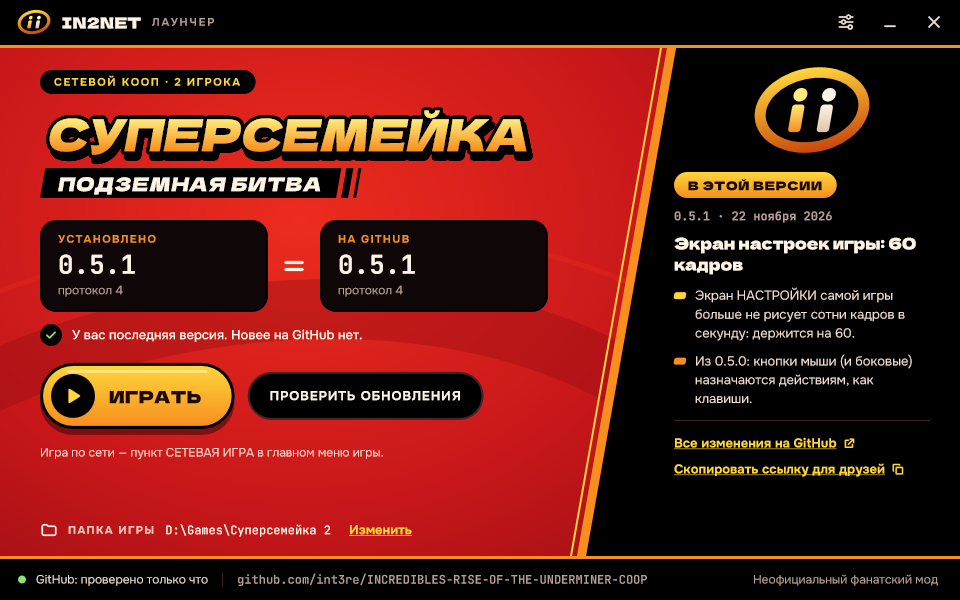 IN2NET ЛАУНЧЕР
СЕТЕВОЙ КООП · 2 ИГРОКА
СУПЕРСЕМЕЙКА
ПОДЗЕМНАЯ БИТВА
УСТАНОВЛЕНО
0.5.1
протокол 4
=
НА GITHUB
0.5.1
протокол 4
У вас последняя версия. Новее на GitHub нет.
ИГРАТЬ
ПРОВЕРИТЬ ОБНОВЛЕНИЯ
Игра по сети — пункт СЕТЕВАЯ ИГРА в главном меню игры.
ПАПКА ИГРЫ D:\Games\Суперсемейка 2 Изменить
ii
В ЭТОЙ ВЕРСИИ
0.5.1 · 22 ноября 2026
Экран настроек игры: 60
кадров
Экран НАСТРОЙКИ самой игры
больше не рисует сотни кадров в
секунду: держится на 60.
Из 0.5.0: кнопки мыши (и боковые)
назначаются действиям, как
клавиши.
Все изменения на GitHub
Скопировать ссылку для друзей
GitHub: проверено только что
github.com/int3re/INCREDIBLES-RISE-OF-THE-UNDERMINER-COOP
Неофициальный фанатский мод